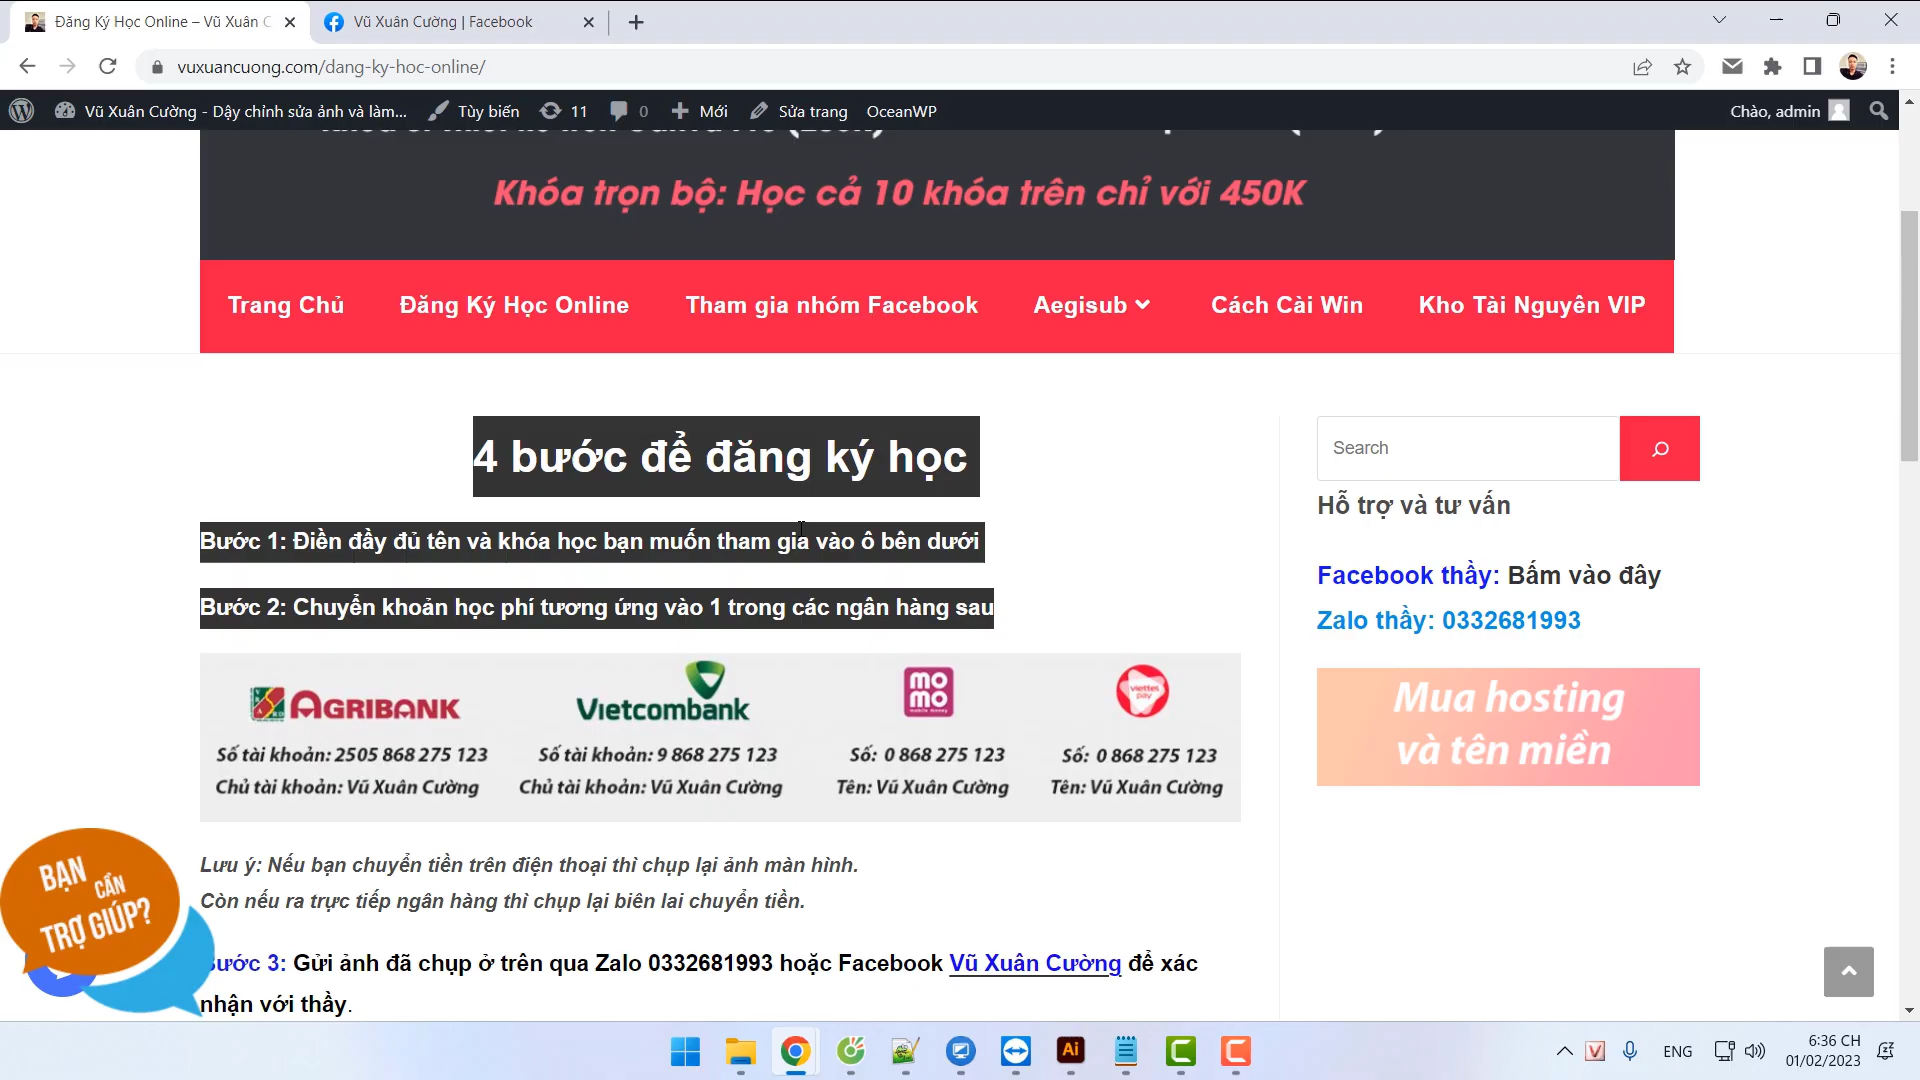 Đăng Ký Học Online – Vũ Xuân C
Vũ Xuân Cường | Facebook
vuxuancuong.com/dang-ky-hoc-online/
Vũ Xuân Cường - Dậy chỉnh sửa ảnh và làm...
Tùy biến
11
0
Mới
Sửa trang
OceanWP
Chào, admin
Khóa trọn bộ: Học cả 10 khóa trên chỉ với 450K
Trang Chủ
Đăng Ký Học Online
Tham gia nhóm Facebook
Aegisub
Cách Cài Win
Kho Tài Nguyên VIP
4 bước để đăng ký học
Bước 1: Điền đầy đủ tên và khóa học bạn muốn tham gia vào ô bên dưới
Bước 2: Chuyển khoản học phí tương ứng vào 1 trong các ngân hàng sau
AGRIBANK
Số tài khoản: 2505 868 275 123
Chủ tài khoản: Vũ Xuân Cường
Vietcombank
Số tài khoản: 9 868 275 123
Chủ tài khoản: Vũ Xuân Cường
mo
mo
mobile money
Số: 0 868 275 123
Tên: Vũ Xuân Cường
viettel
pay
Số: 0 868 275 123
Tên: Vũ Xuân Cường
Lưu ý: Nếu bạn chuyển tiền trên điện thoại thì chụp lại ảnh màn hình.
Còn nếu ra trực tiếp ngân hàng thì chụp lại biên lai chuyển tiền.
Bước 3: Gửi ảnh đã chụp ở trên qua Zalo 0332681993 hoặc Facebook Vũ Xuân Cường để xác
nhận với thầy.
Search
Hỗ trợ và tư vấn
Facebook thầy: Bấm vào đây
Zalo thầy: 0332681993
Mua hosting
và tên miền
BẠN
CẦN
TRỢ GIÚP?
Ai
V
ENG
6:36 CH
01/02/2023